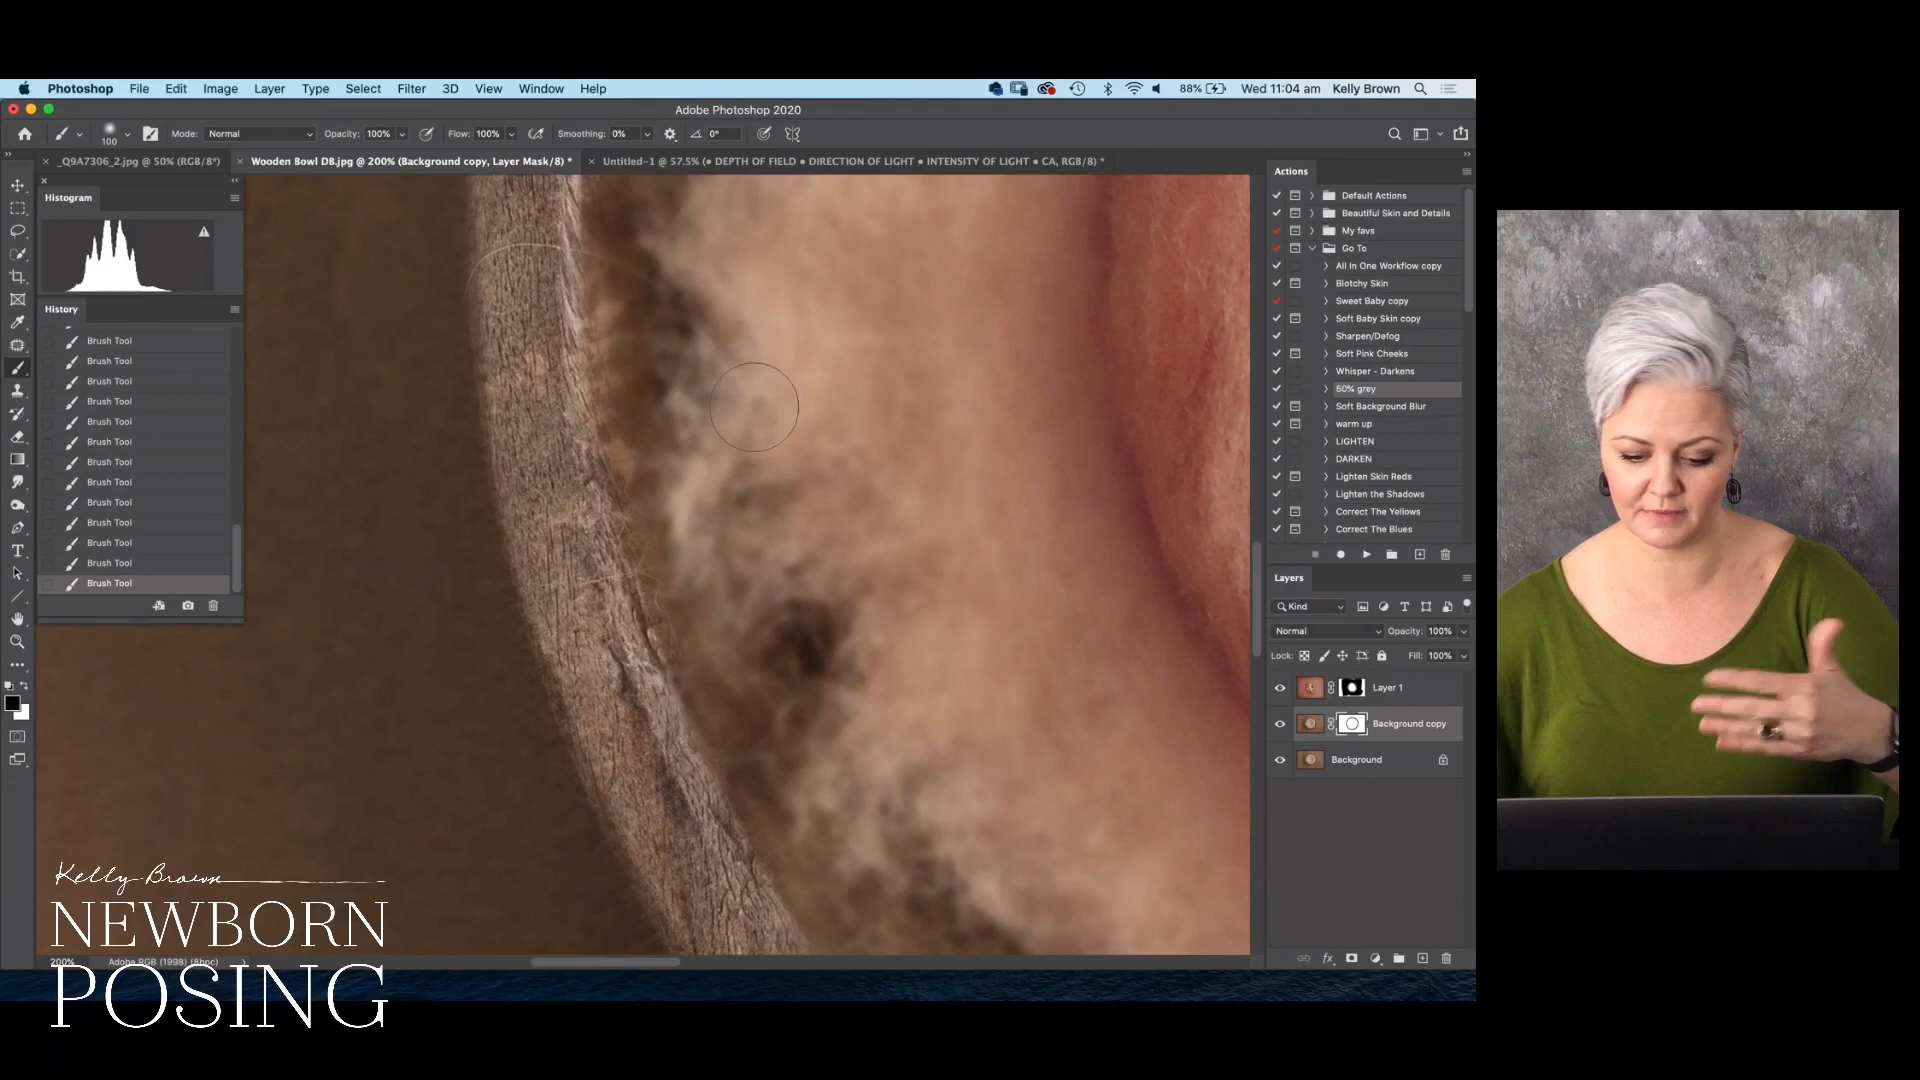 Photoshop File Edit Image Layer Type Select Filter 3D View Window Help 88% Wed 11:04 am Kelly Brown
Adobe Photoshop 2020
100 Mode: Normal Opacity: 100% Flow: 100% Smoothing: 0% 0°
_Q9A7306_2.jpg @ 50% (RGB/8*) Wooden Bowl DB.jpg @ 200% (Background copy, Layer Mask/8) * Untitled-1 @ 57.5% (● DEPTH OF FIELD ● DIRECTION OF LIGHT ● INTENSITY OF LIGHT ● CA, RGB/8) *
Histogram
History
Brush Tool
Brush Tool
Brush Tool
Brush Tool
Brush Tool
Brush Tool
Brush Tool
Brush Tool
Brush Tool
Brush Tool
Brush Tool
Brush Tool
Brush Tool
Actions
Default Actions
Beautiful Skin and Details
My favs
Go To
All In One Workflow copy
Blotchy Skin
Sweet Baby copy
Soft Baby Skin copy
Sharpen/Defog
Soft Pink Cheeks
Whisper - Darkens
50% grey
Soft Background Blur
warm up
LIGHTEN
DARKEN
Lighten Skin Reds
Lighten the Shadows
Correct The Yellows
Correct The Blues
Layers
Kind
Normal Opacity: 100%
Lock: Fill: 100%
Layer 1
Background copy
Background
fx
200% Adobe RGB (1998) (8bpc)
Kelly Brown
NEWBORN
POSING